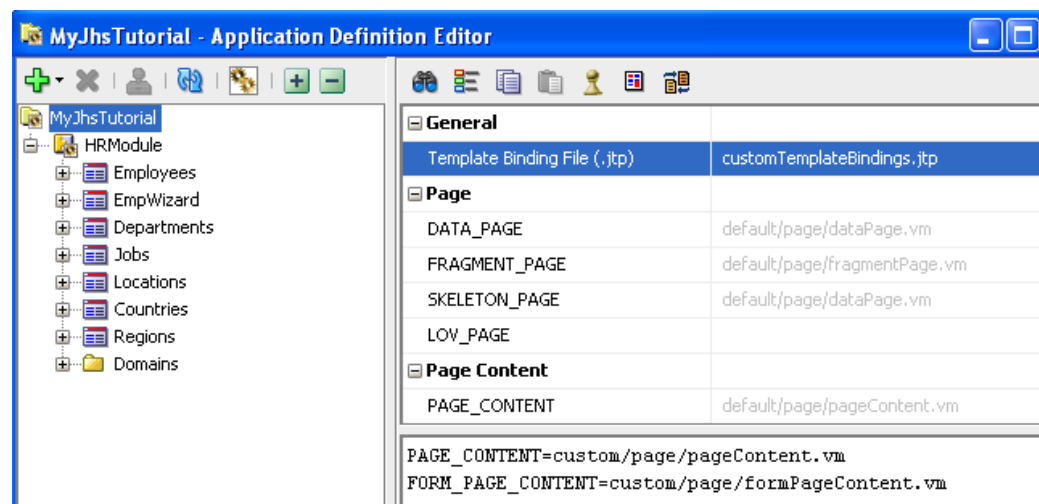 MyJhsTutorial - Application Definition Editor
MyJhsTutorial
HRModule
Employees
EmpWizard
Departments
Jobs
Locations
Countries
Regions
Domains
General
Template Binding File (.jtp) customTemplateBindings.jtp
Page
DATA_PAGE default/page/dataPage.vm
FRAGMENT_PAGE default/page/fragmentPage.vm
SKELETON_PAGE default/page/dataPage.vm
LOV_PAGE
Page Content
PAGE_CONTENT default/page/pageContent.vm
PAGE_CONTENT=custom/page/pageContent.vm
FORM_PAGE_CONTENT=custom/page/formPageContent.vm